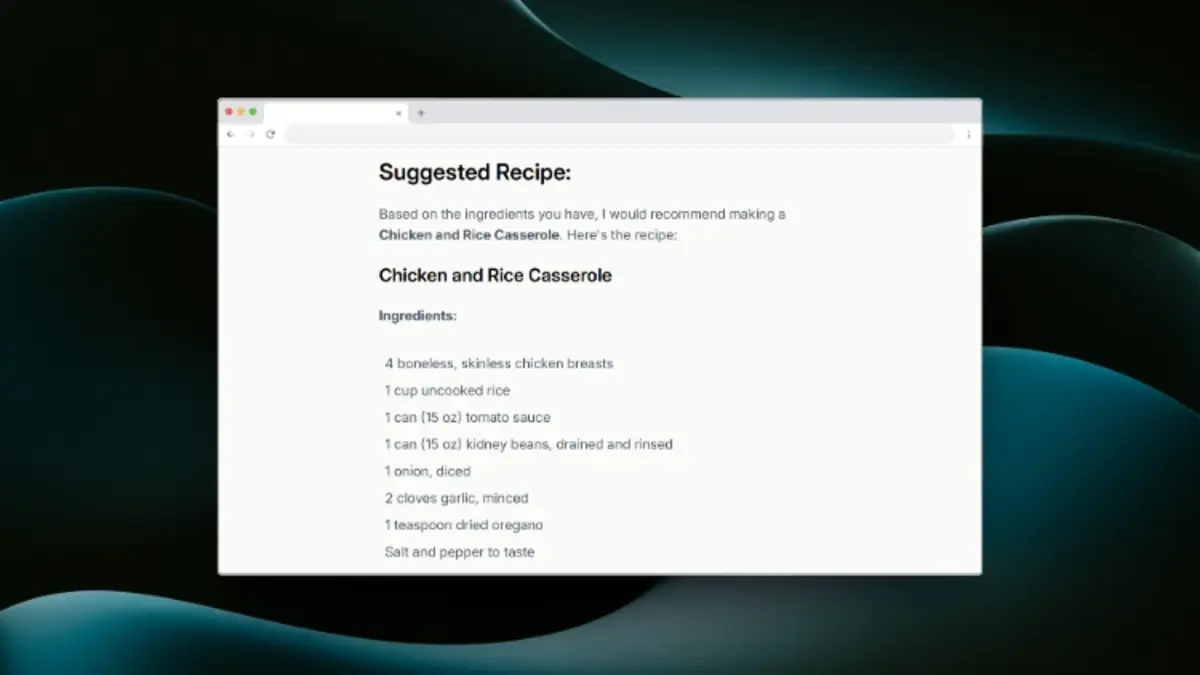 Suggested Recipe:
Based on the ingredients you have, I would recommend making a
Chicken and Rice Casserole. Here's the recipe:
Chicken and Rice Casserole
Ingredients:
4 boneless, skinless chicken breasts
1 cup uncooked rice
1 can (15 oz) tomato sauce
1 can (15 oz) kidney beans, drained and rinsed
1 onion, diced
2 cloves garlic, minced
1 teaspoon dried oregano
Salt and pepper to taste